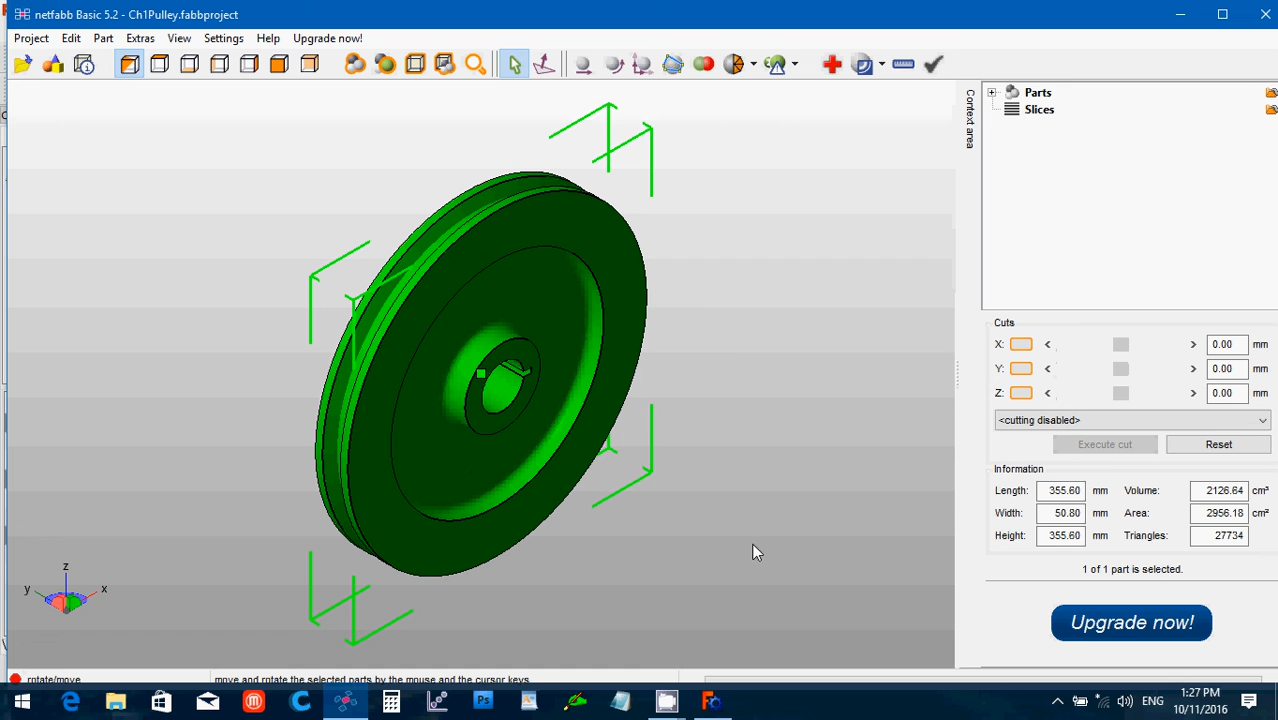 netfabb Basic 5.2 - Ch1Pulley.fabbproject
Project Edit Part Extras View Settings Help Upgrade now!
Context area
Parts
Slices
Cuts
X: < > 0.00 mm
Y: < > 0.00 mm
Z: < > 0.00 mm
<cutting disabled>
Execute cut Reset
Information
Length: 355.60 mm Volume: 2126.64 cm³
Width: 50.80 mm Area: 2956.18 cm²
Height: 355.60 mm Triangles: 27734
1 of 1 part is selected.
Upgrade now!
z
y x
rotate/move move and rotate the selected parts by the mouse and the cursor keys
Ps ENG 1:27 PM
10/11/2016